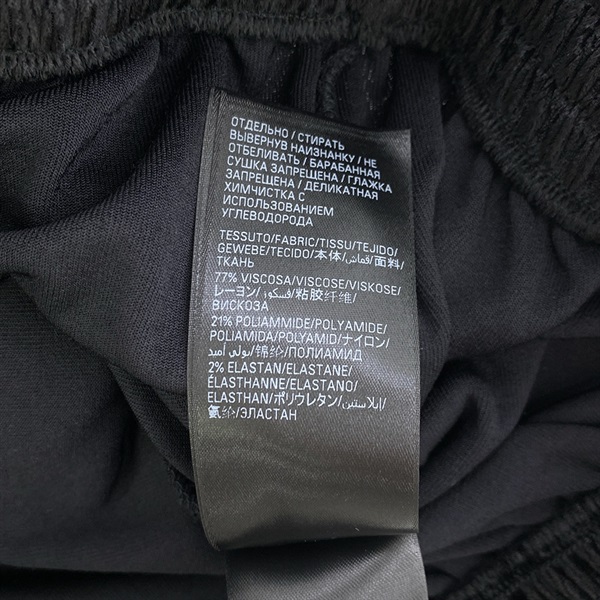 ОТДЕЛЬНО / СТИРАТЬ
ВЫВЕРНУВ НАИЗНАНКУ / НЕ
ОТБЕЛИВАТЬ / БАРАБАННАЯ
СУШКА ЗАПРЕЩЕНА / ГЛАЖКА
ЗАПРЕЩЕНА / ДЕЛИКАТНАЯ
ХИМЧИСТКА С
ИСПОЛЬЗОВАНИЕМ
УГЛЕВОДОРОДА
TESSUTO/FABRIC/TISSU/TEJIDO/
GEWEBE/TECIDO/本体/قماش/面料/
ТКАНЬ
77% VISCOSA/VISCOSE/VISKOSE/
レーヨン/فسكوز/粘胶纤维/
ВИСКОЗА
21% POLIAMMIDE/POLYAMIDE/
POLIAMIDA/POLYAMID/ナイロン/
بولي أميد/锦纶/ПОЛИАМИД
2% ELASTAN/ELASTANE/
ÉLASTHANNE/ELASTANO/
ELASTHAN/ポリウレタン/إيلاستين/
氨纶/ЭЛАСТАН